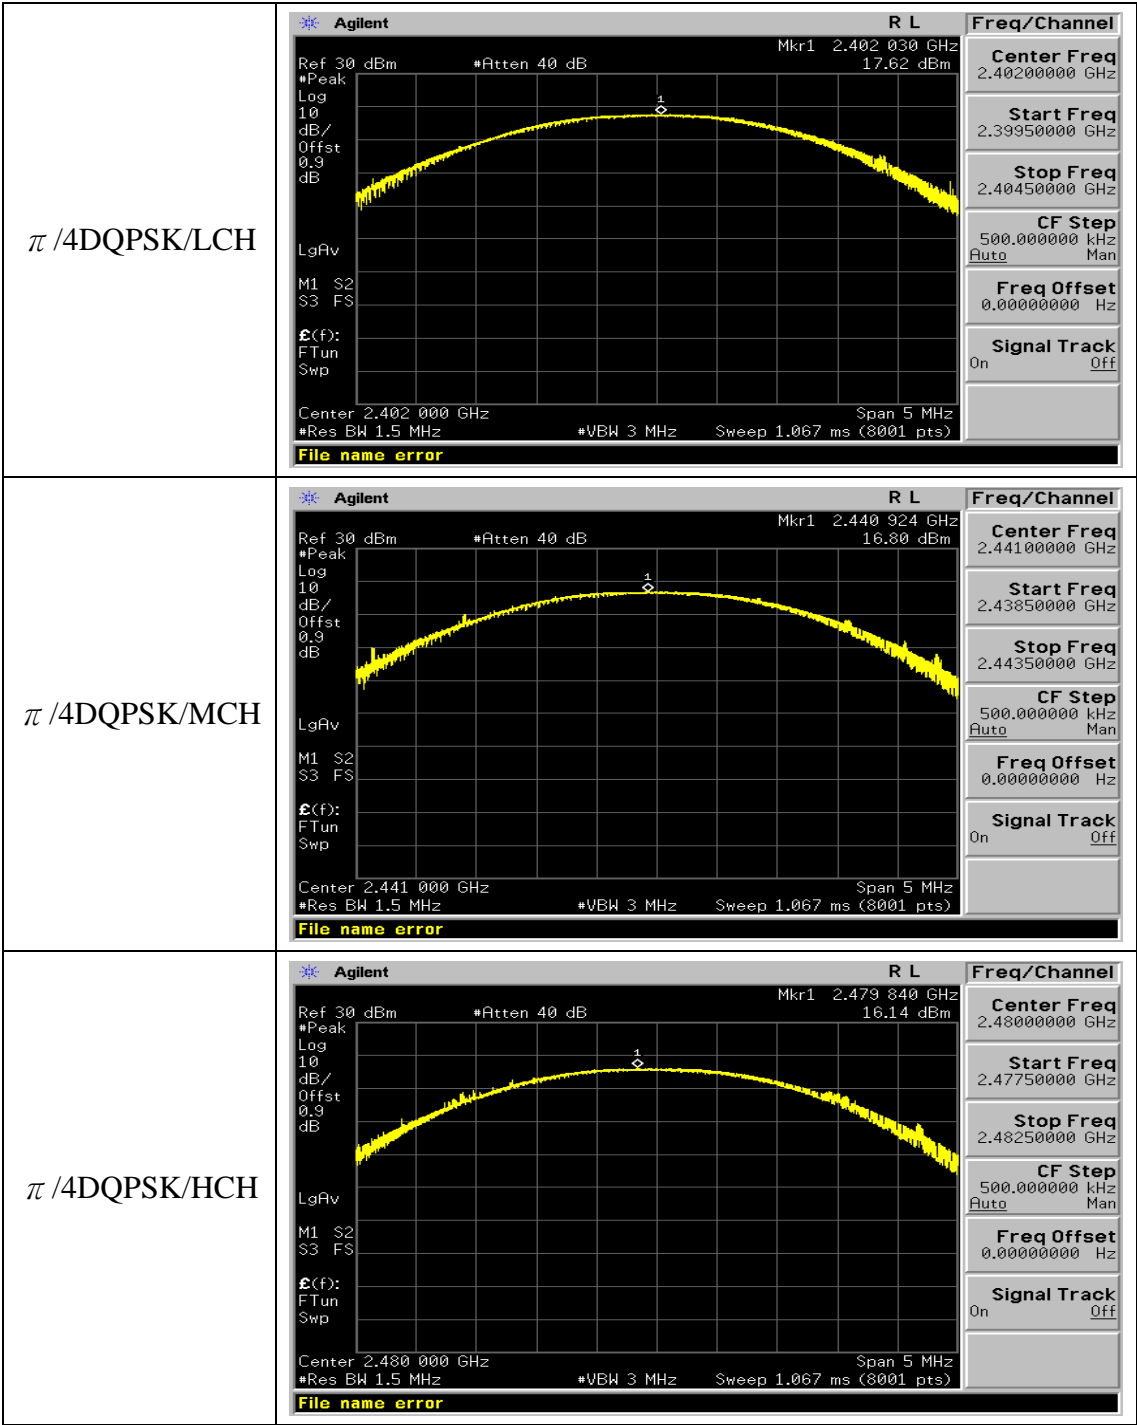 π/4DQPSK/LCH
Agilent R L Freq/Channel
Mkr1 2.402 030 GHz
Ref 30 dBm #Atten 40 dB 17.62 dBm
#Peak
Log
10
dB/
Offst
0.9
dB
1
LgAv
M1 S2
S3 FS
£(f):
FTun
Swp
Center 2.402 000 GHz Span 5 MHz
#Res BW 1.5 MHz #VBW 3 MHz Sweep 1.067 ms (8001 pts)
File name error
Center Freq
2.40200000 GHz
Start Freq
2.39950000 GHz
Stop Freq
2.40450000 GHz
CF Step
500.000000 kHz
Auto Man
Freq Offset
0.00000000 Hz
Signal Track
On Off
π/4DQPSK/MCH
Agilent R L Freq/Channel
Mkr1 2.440 924 GHz
Ref 30 dBm #Atten 40 dB 16.80 dBm
#Peak
Log
10
dB/
Offst
0.9
dB
1
LgAv
M1 S2
S3 FS
£(f):
FTun
Swp
Center 2.441 000 GHz Span 5 MHz
#Res BW 1.5 MHz #VBW 3 MHz Sweep 1.067 ms (8001 pts)
File name error
Center Freq
2.44100000 GHz
Start Freq
2.43850000 GHz
Stop Freq
2.44350000 GHz
CF Step
500.000000 kHz
Auto Man
Freq Offset
0.00000000 Hz
Signal Track
On Off
π/4DQPSK/HCH
Agilent R L Freq/Channel
Mkr1 2.479 840 GHz
Ref 30 dBm #Atten 40 dB 16.14 dBm
#Peak
Log
10
dB/
Offst
0.9
dB
1
LgAv
M1 S2
S3 FS
£(f):
FTun
Swp
Center 2.480 000 GHz Span 5 MHz
#Res BW 1.5 MHz #VBW 3 MHz Sweep 1.067 ms (8001 pts)
File name error
Center Freq
2.48000000 GHz
Start Freq
2.47750000 GHz
Stop Freq
2.48250000 GHz
CF Step
500.000000 kHz
Auto Man
Freq Offset
0.00000000 Hz
Signal Track
On Off